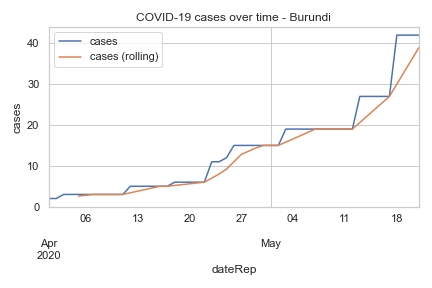 COVID-19 cases over time - Burundi
cases
cases (rolling)
cases
40
30
20
10
0
06 13 20 27 04 11 18
Apr May
2020
dateRep